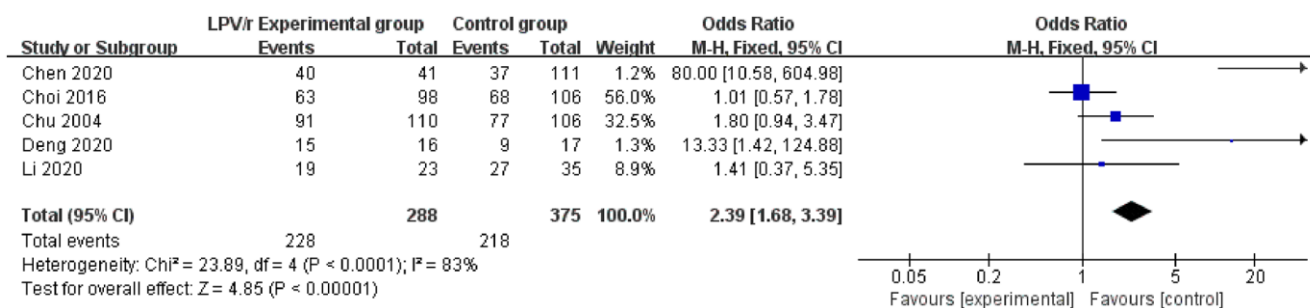 LPV/r Experimental group Control group Odds Ratio Odds Ratio
Study or Subgroup Events Total Events Total Weight M-H, Fixed, 95% CI M-H, Fixed, 95% CI
Chen 2020 40 41 37 111 1.2% 80.00 [10.58, 604.98]
Choi 2016 63 98 68 106 56.0% 1.01 [0.57, 1.78]
Chu 2004 91 110 77 106 32.5% 1.80 [0.94, 3.47]
Deng 2020 15 16 9 17 1.3% 13.33 [1.42, 124.88]
Li 2020 19 23 27 35 8.9% 1.41 [0.37, 5.35]
Total (95% CI) 288 375 100.0% 2.39 [1.68, 3.39]
Total events 228 218
Heterogeneity: Chi² = 23.89, df = 4 (P < 0.0001); I² = 83%
Test for overall effect: Z = 4.85 (P < 0.00001)
0.05 0.2 1 5 20
Favours [experimental] Favours [control]